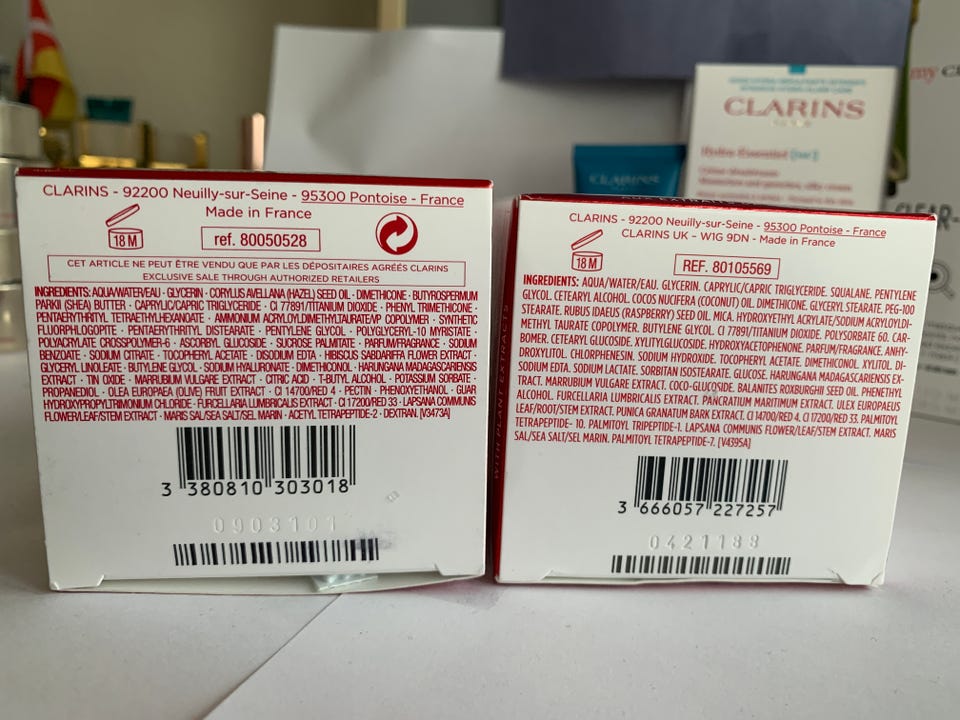 CLARINS
Hydra-Essentiel [HA²]
CLARINS
my CL
CLEAR-
CLARINS - 92200 Neuilly-sur-Seine - 95300 Pontoise - France
Made in France
18 M
ref. 80050528
CET ARTICLE NE PEUT ÊTRE VENDU QUE PAR LES DÉPOSITAIRES AGRÉÉS CLARINS
EXCLUSIVE SALE THROUGH AUTHORIZED RETAILERS
INGREDIENTS: AQUA/WATER/EAU · GLYCERIN · CORYLUS AVELLANA (HAZEL) SEED OIL · DIMETHICONE · BUTYROSPERMUM
PARKII (SHEA) BUTTER · CAPRYLIC/CAPRIC TRIGLYCERIDE · CI 77891/TITANIUM DIOXIDE · PHENYL TRIMETHICONE ·
PENTAERYTHRITYL TETRAETHYLHEXANOATE · AMMONIUM ACRYLOYLDIMETHYLTAURATE/VP COPOLYMER · SYNTHETIC
FLUORPHLOGOPITE · PENTAERYTHRITYL DISTEARATE · PENTYLENE GLYCOL · POLYGLYCERYL-10 MYRISTATE ·
POLYACRYLATE CROSSPOLYMER-6 · ASCORBYL GLUCOSIDE · SUCROSE PALMITATE · PARFUM/FRAGRANCE · SODIUM
BENZOATE · SODIUM CITRATE · TOCOPHERYL ACETATE · DISODIUM EDTA · HIBISCUS SABDARIFFA FLOWER EXTRACT ·
GLYCERYL LINOLEATE · BUTYLENE GLYCOL · SODIUM HYALURONATE · DIMETHICONOL · HARUNGANA MADAGASCARIENSIS
EXTRACT · TIN OXIDE · MARRUBIUM VULGARE EXTRACT · CITRIC ACID · T-BUTYL ALCOHOL · POTASSIUM SORBATE ·
PROPANEDIOL · OLEA EUROPAEA (OLIVE) FRUIT EXTRACT · CI 14700/RED 4 · PECTIN · PHENOXYETHANOL · GUAR
HYDROXYPROPYLTRIMONIUM CHLORIDE · FURCELLARIA LUMBRICALIS EXTRACT · CI 17200/RED 33 · LAPSANA COMMUNIS
FLOWER/LEAF/STEM EXTRACT · MARIS SAL/SEA SALT/SEL MARIN · ACETYL TETRAPEPTIDE-2 · DEXTRAN. [V3473A]
3 380810 303018
0903101
WITH PLANT EXTRACTS
CLARINS - 92200 Neuilly-sur-Seine - 95300 Pontoise - France
CLARINS UK - W1G 9DN - Made in France
18 M
REF. 80105569
INGREDIENTS: AQUA/WATER/EAU. GLYCERIN. CAPRYLIC/CAPRIC TRIGLYCERIDE. SQUALANE. PENTYLENE
GLYCOL. CETEARYL ALCOHOL. COCOS NUCIFERA (COCONUT) OIL. DIMETHICONE. GLYCERYL STEARATE. PEG-100
STEARATE. RUBUS IDAEUS (RASPBERRY) SEED OIL. MICA. HYDROXYETHYL ACRYLATE/SODIUM ACRYLOYLDI-
METHYL TAURATE COPOLYMER. BUTYLENE GLYCOL. CI 77891/TITANIUM DIOXIDE. POLYSORBATE 60. CAR-
BOMER. CETEARYL GLUCOSIDE. XYLITYLGLUCOSIDE. HYDROXYACETOPHENONE. PARFUM/FRAGRANCE. ANHY-
DROXYLITOL. CHLORPHENESIN. SODIUM HYDROXIDE. TOCOPHERYL ACETATE. DIMETHICONOL. XYLITOL. DI-
SODIUM EDTA. SODIUM LACTATE. SORBITAN ISOSTEARATE. GLUCOSE. HARUNGANA MADAGASCARIENSIS EX-
TRACT. MARRUBIUM VULGARE EXTRACT. COCO-GLUCOSIDE. BALANITES ROXBURGHII SEED OIL. PHENETHYL
ALCOHOL. FURCELLARIA LUMBRICALIS EXTRACT. PANCRATIUM MARITIMUM EXTRACT. ULEX EUROPAEUS
LEAF/ROOT/STEM EXTRACT. PUNICA GRANATUM BARK EXTRACT. CI 14700/RED 4. CI 17200/RED 33. PALMITOYL
TETRAPEPTIDE- 10. PALMITOYL TRIPEPTIDE-1. LAPSANA COMMUNIS FLOWER/LEAF/STEM EXTRACT. MARIS
SAL/SEA SALT/SEL MARIN. PALMITOYL TETRAPEPTIDE-7. [V4395A]
3 666057 227257
0421188